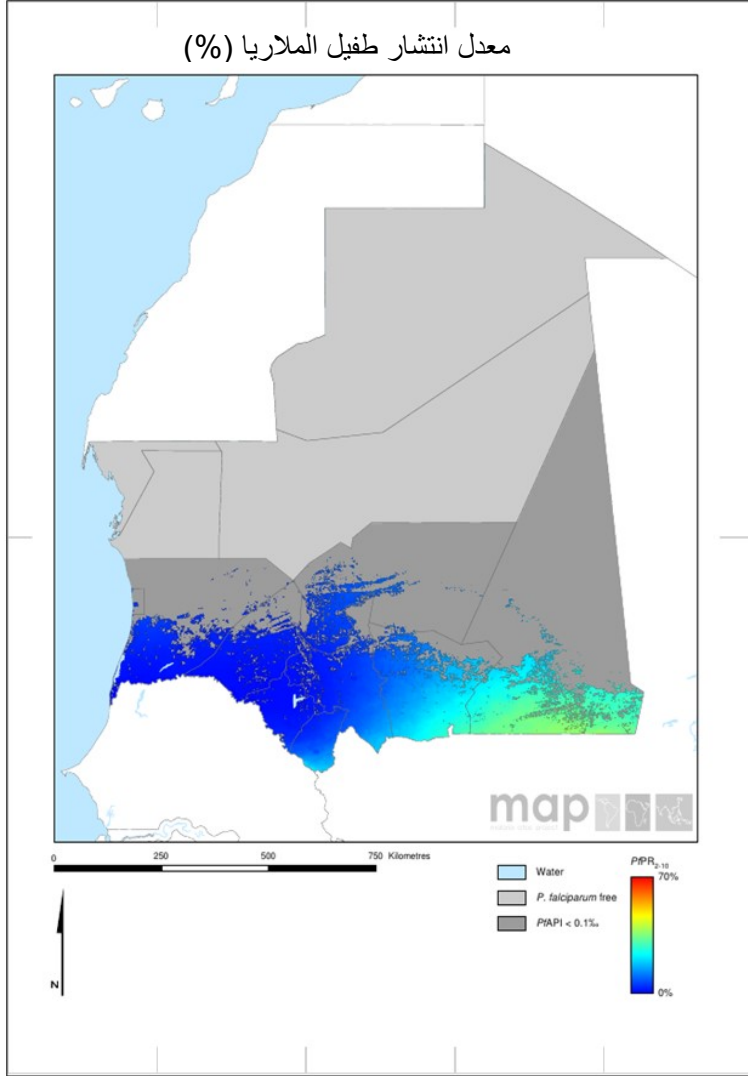 معدل انتشار طفيل الملاريا (%)
map
0 250 500 750 Kilometres
N
Water
P. falciparum free
PfAPI < 0.1‰
PfPR2-10
70%
0%